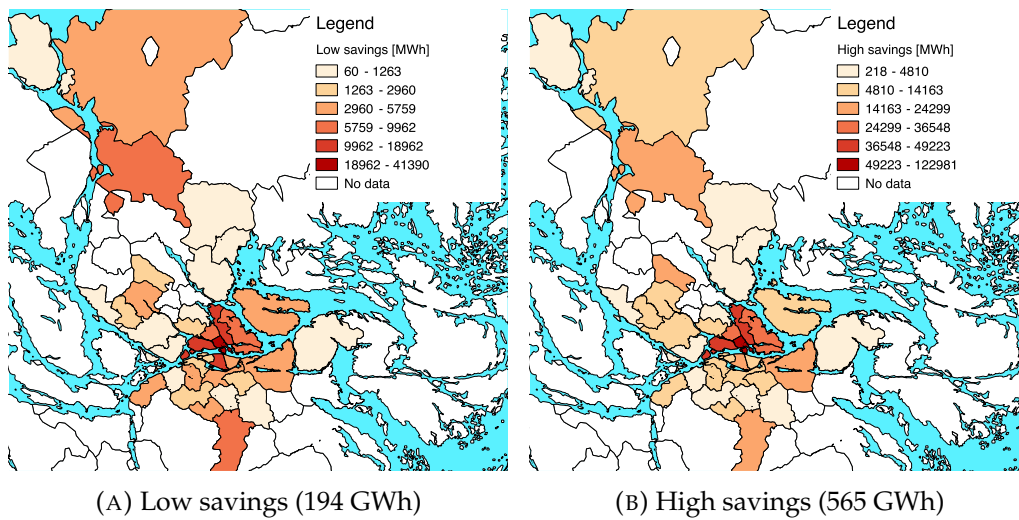 Legend
Low savings [MWh]
60 - 1263
1263 - 2960
2960 - 5759
5759 - 9962
9962 - 18962
18962 - 41390
No data
Legend
High savings [MWh]
218 - 4810
4810 - 14163
14163 - 24299
24299 - 36548
36548 - 49223
49223 - 122981
No data
(A) Low savings (194 GWh)
(B) High savings (565 GWh)